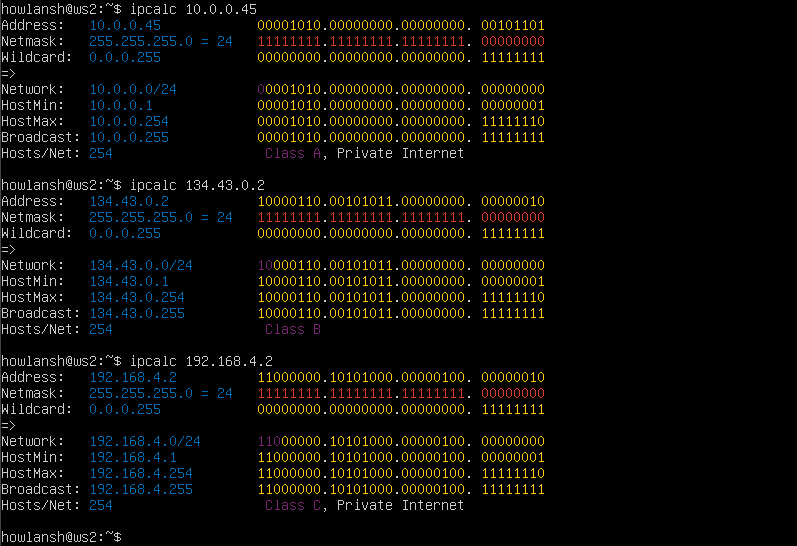 howlansh@ws2:~$ ipcalc 10.0.0.45
Address:   10.0.0.45            00001010.00000000.00000000. 00101101
Netmask:   255.255.255.0 = 24   11111111.11111111.11111111. 00000000
Wildcard:  0.0.0.255            00000000.00000000.00000000. 11111111
=>
Network:   10.0.0.0/24          00001010.00000000.00000000. 00000000
HostMin:   10.0.0.1             00001010.00000000.00000000. 00000001
HostMax:   10.0.0.254           00001010.00000000.00000000. 11111110
Broadcast: 10.0.0.255           00001010.00000000.00000000. 11111111
Hosts/Net: 254                   Class A, Private Internet

howlansh@ws2:~$ ipcalc 134.43.0.2
Address:   134.43.0.2           10000110.00101011.00000000. 00000010
Netmask:   255.255.255.0 = 24   11111111.11111111.11111111. 00000000
Wildcard:  0.0.0.255            00000000.00000000.00000000. 11111111
=>
Network:   134.43.0.0/24        10000110.00101011.00000000. 00000000
HostMin:   134.43.0.1           10000110.00101011.00000000. 00000001
HostMax:   134.43.0.254         10000110.00101011.00000000. 11111110
Broadcast: 134.43.0.255         10000110.00101011.00000000. 11111111
Hosts/Net: 254                   Class B

howlansh@ws2:~$ ipcalc 192.168.4.2
Address:   192.168.4.2          11000000.10101000.00000100. 00000010
Netmask:   255.255.255.0 = 24   11111111.11111111.11111111. 00000000
Wildcard:  0.0.0.255            00000000.00000000.00000000. 11111111
=>
Network:   192.168.4.0/24       11000000.10101000.00000100. 00000000
HostMin:   192.168.4.1          11000000.10101000.00000100. 00000001
HostMax:   192.168.4.254        11000000.10101000.00000100. 11111110
Broadcast: 192.168.4.255        11000000.10101000.00000100. 11111111
Hosts/Net: 254                   Class C, Private Internet

howlansh@ws2:~$